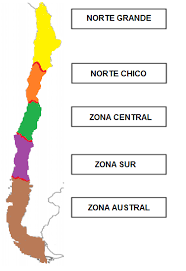 NORTE GRANDE
NORTE CHICO
ZONA CENTRAL
ZONA SUR
ZONA AUSTRAL